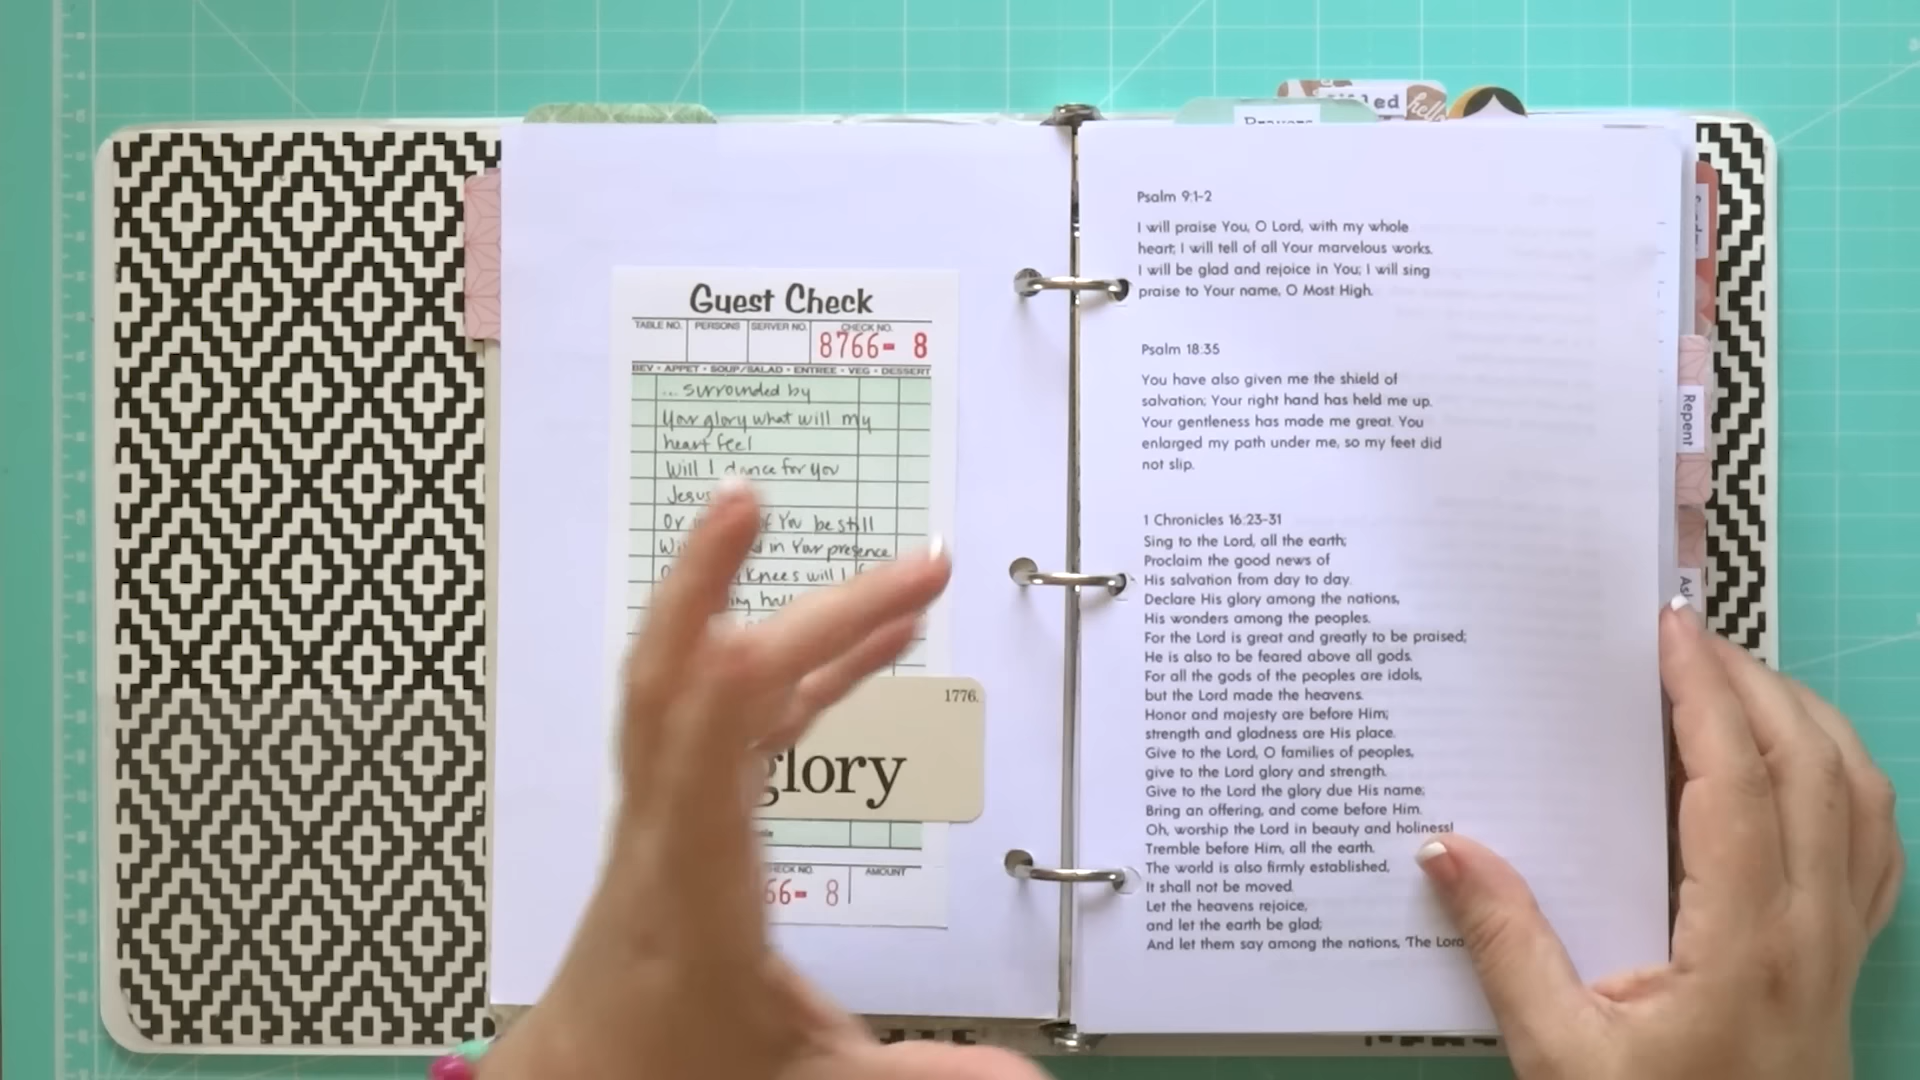 Guest Check
TABLE NO. PERSONS SERVER NO. CHECK NO.
8766- 8
BEV • APPET • SOUP/SALAD • ENTREE • VEG • DESSERT
... surrounded by
Your glory what will my
heart feel
Will I dance for you
Jesus
Or of You be still
in Your presence
knees will I
1776.
glory
CHECK NO. AMOUNT
66- 8
Prayers
hello
Psalm 9:1-2
I will praise You, O Lord, with my whole
heart; I will tell of all Your marvelous works.
I will be glad and rejoice in You; I will sing
praise to Your name, O Most High.
Psalm 18:35
You have also given me the shield of
salvation; Your right hand has held me up,
Your gentleness has made me great. You
enlarged my path under me, so my feet did
not slip.
1 Chronicles 16:23-31
Sing to the Lord, all the earth;
Proclaim the good news of
His salvation from day to day.
Declare His glory among the nations,
His wonders among the peoples.
For the Lord is great and greatly to be praised;
He is also to be feared above all gods.
For all the gods of the peoples are idols,
but the Lord made the heavens.
Honor and majesty are before Him;
strength and gladness are His place.
Give to the Lord, O families of peoples,
give to the Lord glory and strength.
Give to the Lord the glory due His name;
Bring an offering, and come before Him.
Oh, worship the Lord in beauty and holiness!
Tremble before Him, all the earth.
The world is also firmly established,
It shall not be moved.
Let the heavens rejoice,
and let the earth be glad;
And let them say among the nations, 'The Lord
Repent